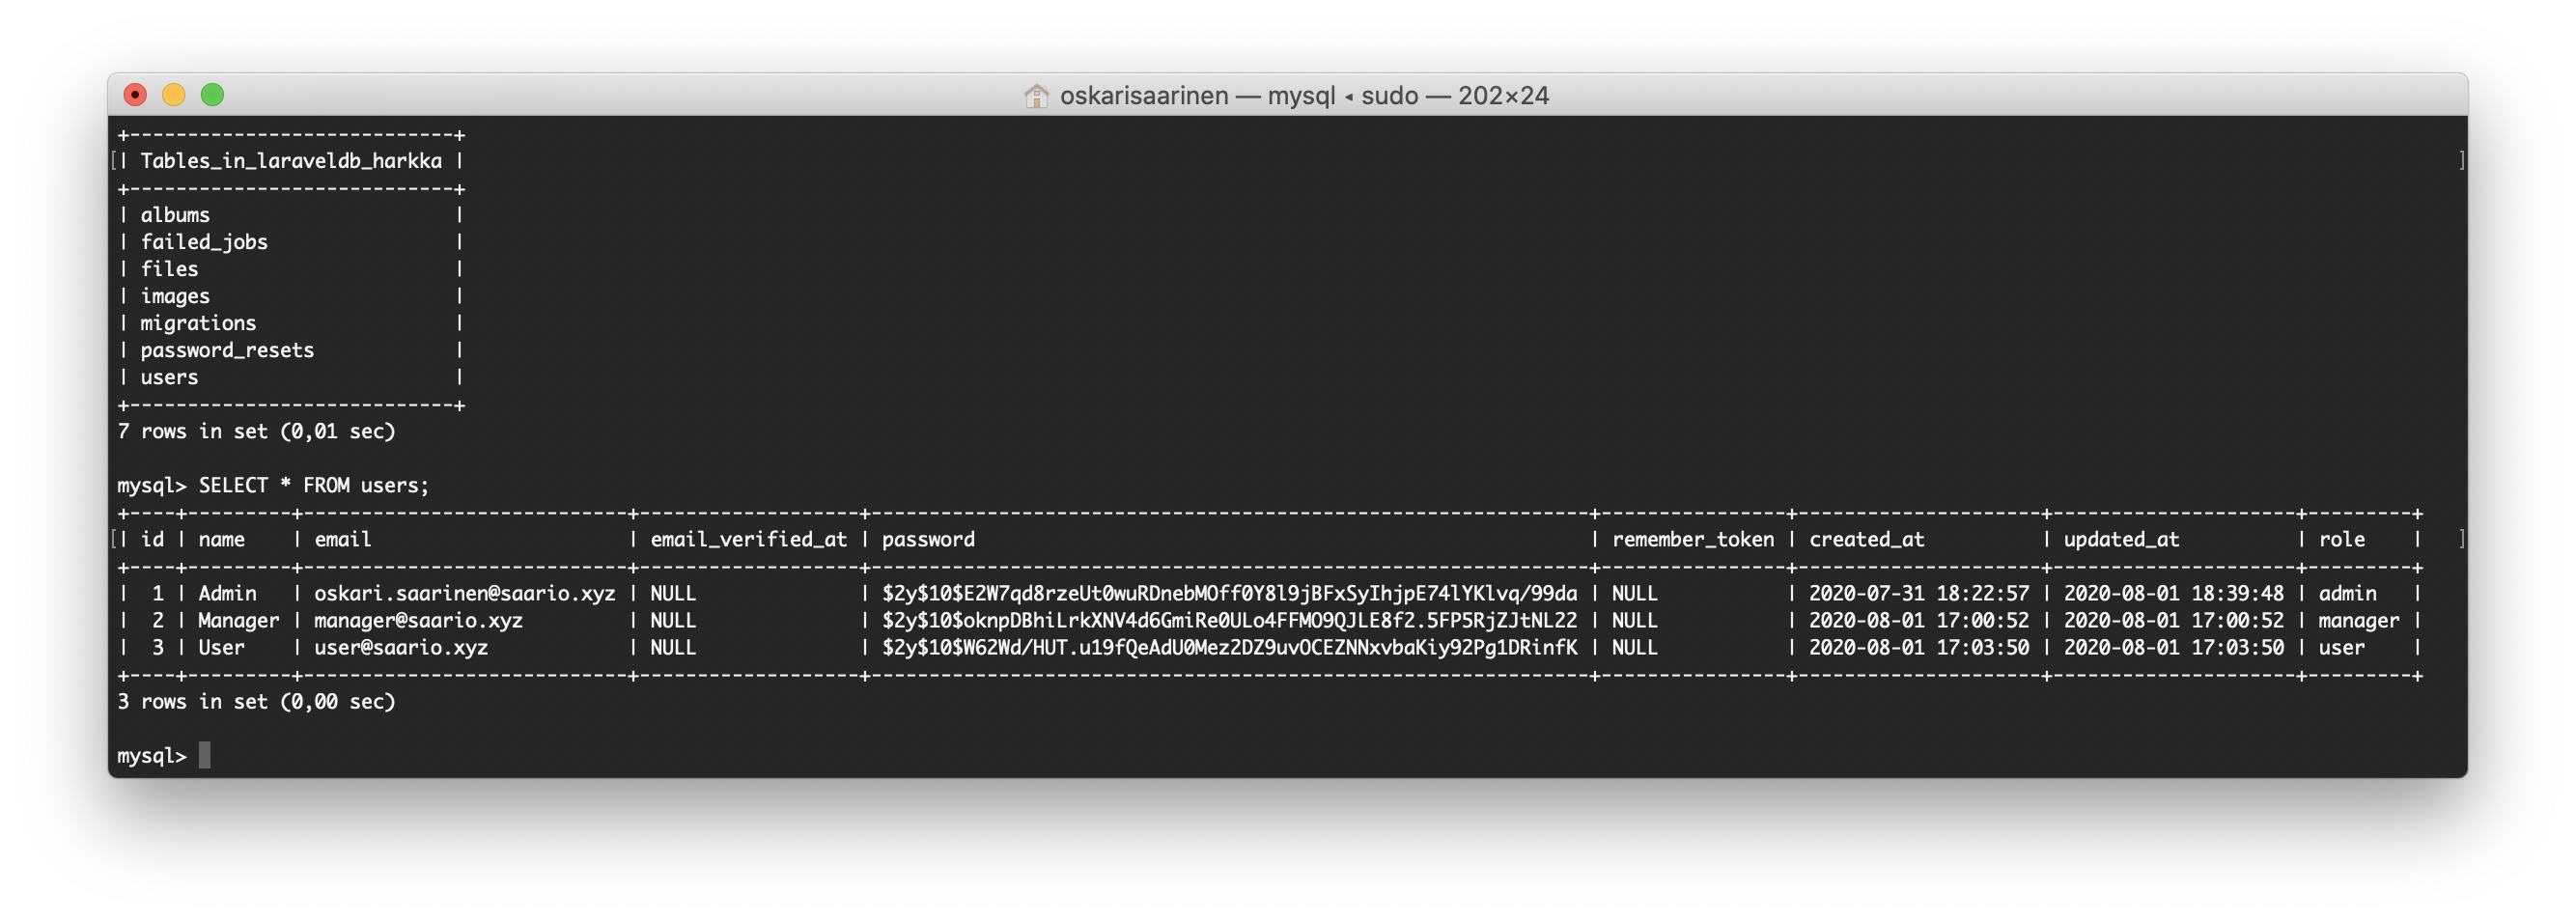 oskarisaarinen — mysql ◂ sudo — 202×24
+----------------------------+
[| Tables_in_laraveldb_harkka | ]
+----------------------------+
| albums                     |
| failed_jobs                |
| files                      |
| images                     |
| migrations                 |
| password_resets            |
| users                      |
+----------------------------+
7 rows in set (0,01 sec)
mysql> SELECT * FROM users;
+----+---------+----------------------------+-------------------+--------------------------------------------------------------+----------------+---------------------+---------------------+---------+
[| id | name    | email                      | email_verified_at | password                                                     | remember_token | created_at          | updated_at          | role    | ]
+----+---------+----------------------------+-------------------+--------------------------------------------------------------+----------------+---------------------+---------------------+---------+
|  1 | Admin   | oskari.saarinen@saario.xyz | NULL              | $2y$10$E2W7qd8rzeUt0wuRDnebMOff0Y8l9jBFxSyIhjpE74lYKlvq/99da | NULL           | 2020-07-31 18:22:57 | 2020-08-01 18:39:48 | admin   |
|  2 | Manager | manager@saario.xyz         | NULL              | $2y$10$oknpDBhiLrkXNV4d6GmiRe0ULo4FFMO9QJLE8f2.5FP5RjZJtNL22 | NULL           | 2020-08-01 17:00:52 | 2020-08-01 17:00:52 | manager |
|  3 | User    | user@saario.xyz            | NULL              | $2y$10$W62Wd/HUT.u19fQeAdU0Mez2DZ9uvOCEZNNxvbaKiy92Pg1DRinfK | NULL           | 2020-08-01 17:03:50 | 2020-08-01 17:03:50 | user    |
+----+---------+----------------------------+-------------------+--------------------------------------------------------------+----------------+---------------------+---------------------+---------+
3 rows in set (0,00 sec)
mysql>